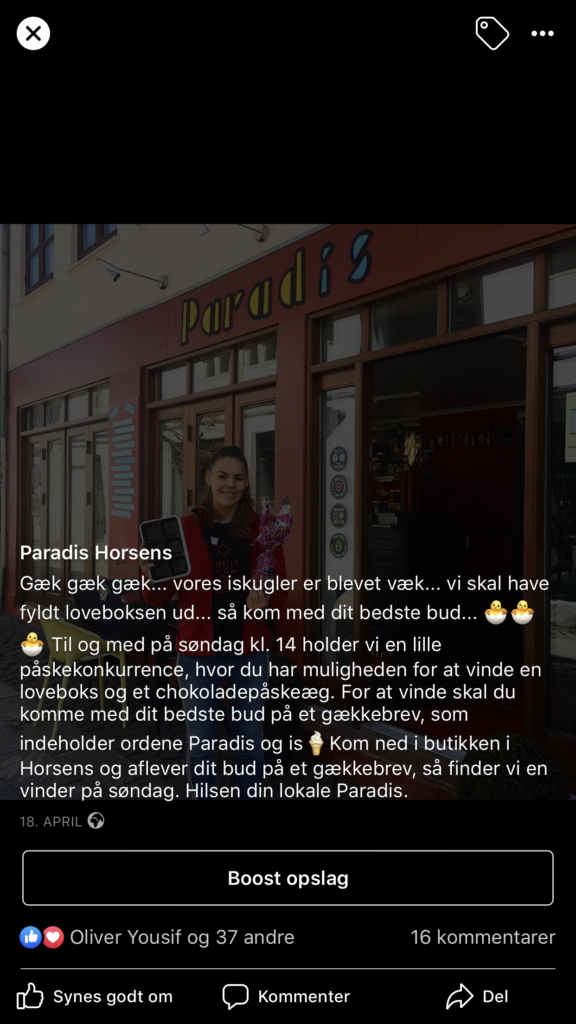 Paradis
Paradis Horsens
Gæk gæk gæk... vores iskugler er blevet væk... vi skal have
fyldt loveboksen ud... så kom med dit bedste bud... 🐣🐣
🐣 Til og med på søndag kl. 14 holder vi en lille
påskekonkurrence, hvor du har muligheden for at vinde en
loveboks og et chokoladepåskeæg. For at vinde skal du
komme med dit bedste bud på et gækkebrev, som
indeholder ordene Paradis og is🍦Kom ned i butikken i
Horsens og aflever dit bud på et gækkebrev, så finder vi en
vinder på søndag. Hilsen din lokale Paradis.
18. APRIL
Boost opslag
Oliver Yousif og 37 andre
16 kommentarer
Synes godt om
Kommenter
Del